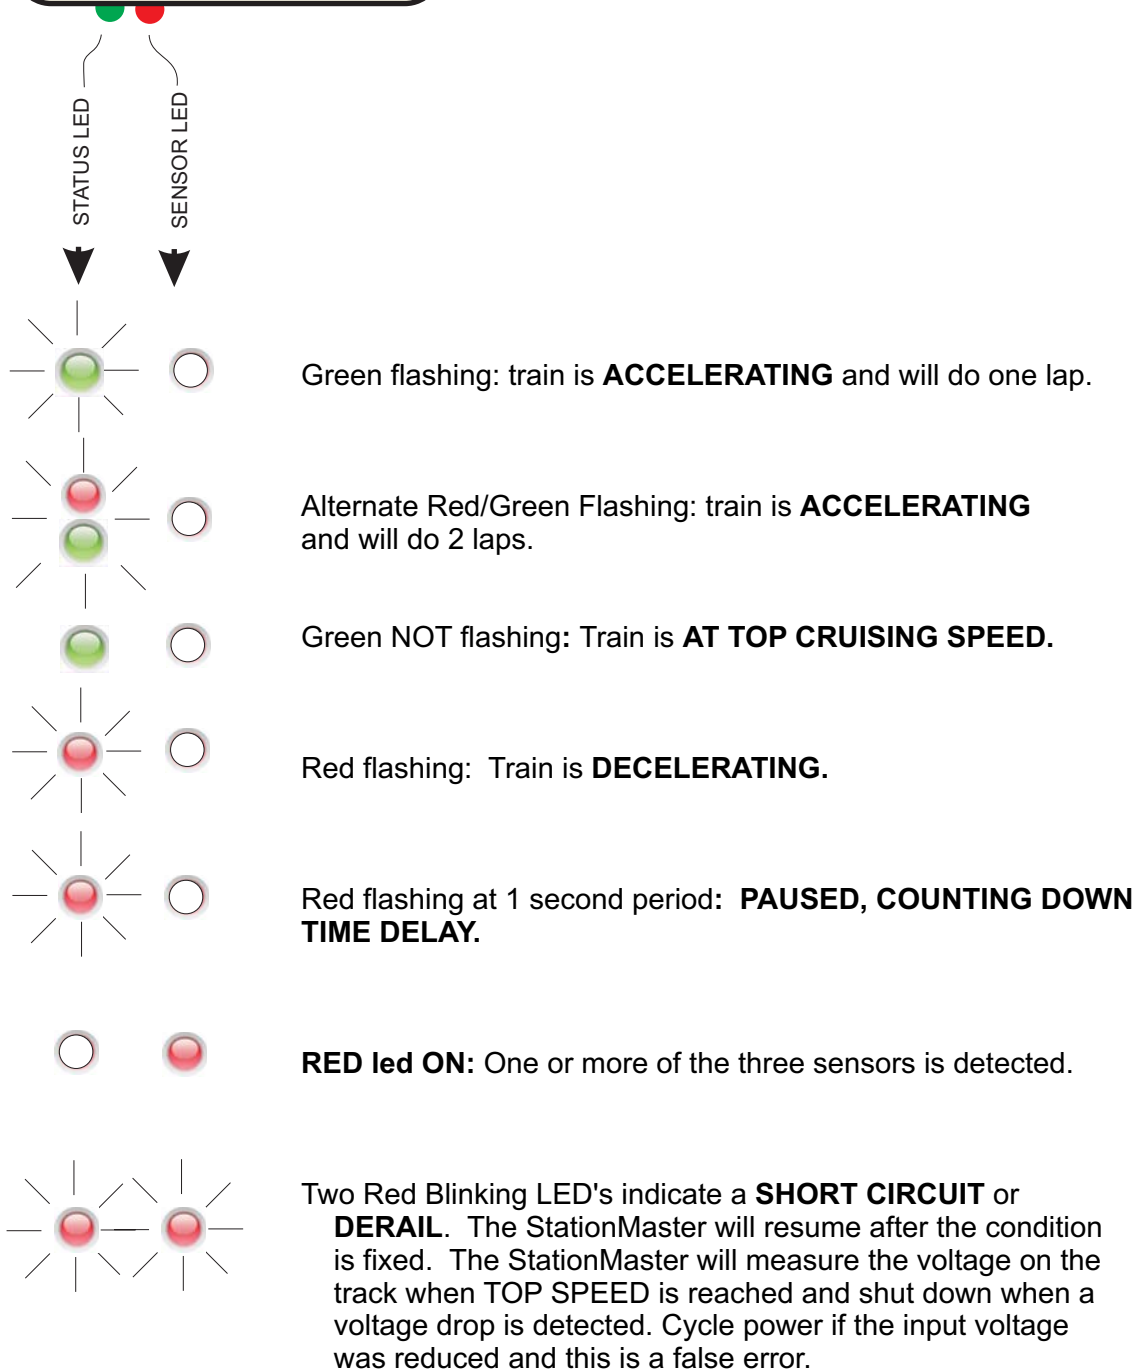 STATUS LED
SENSOR LED
Green flashing: train is ACCELERATING and will do one lap.
Alternate Red/Green Flashing: train is ACCELERATING
and will do 2 laps.
Green NOT flashing: Train is AT TOP CRUISING SPEED.
Red flashing: Train is DECELERATING.
Red flashing at 1 second period: PAUSED, COUNTING DOWN
TIME DELAY.
RED led ON: One or more of the three sensors is detected.
Two Red Blinking LED's indicate a SHORT CIRCUIT or
DERAIL. The StationMaster will resume after the condition
is fixed. The StationMaster will measure the voltage on the
track when TOP SPEED is reached and shut down when a
voltage drop is detected. Cycle power if the input voltage
was reduced and this is a false error.